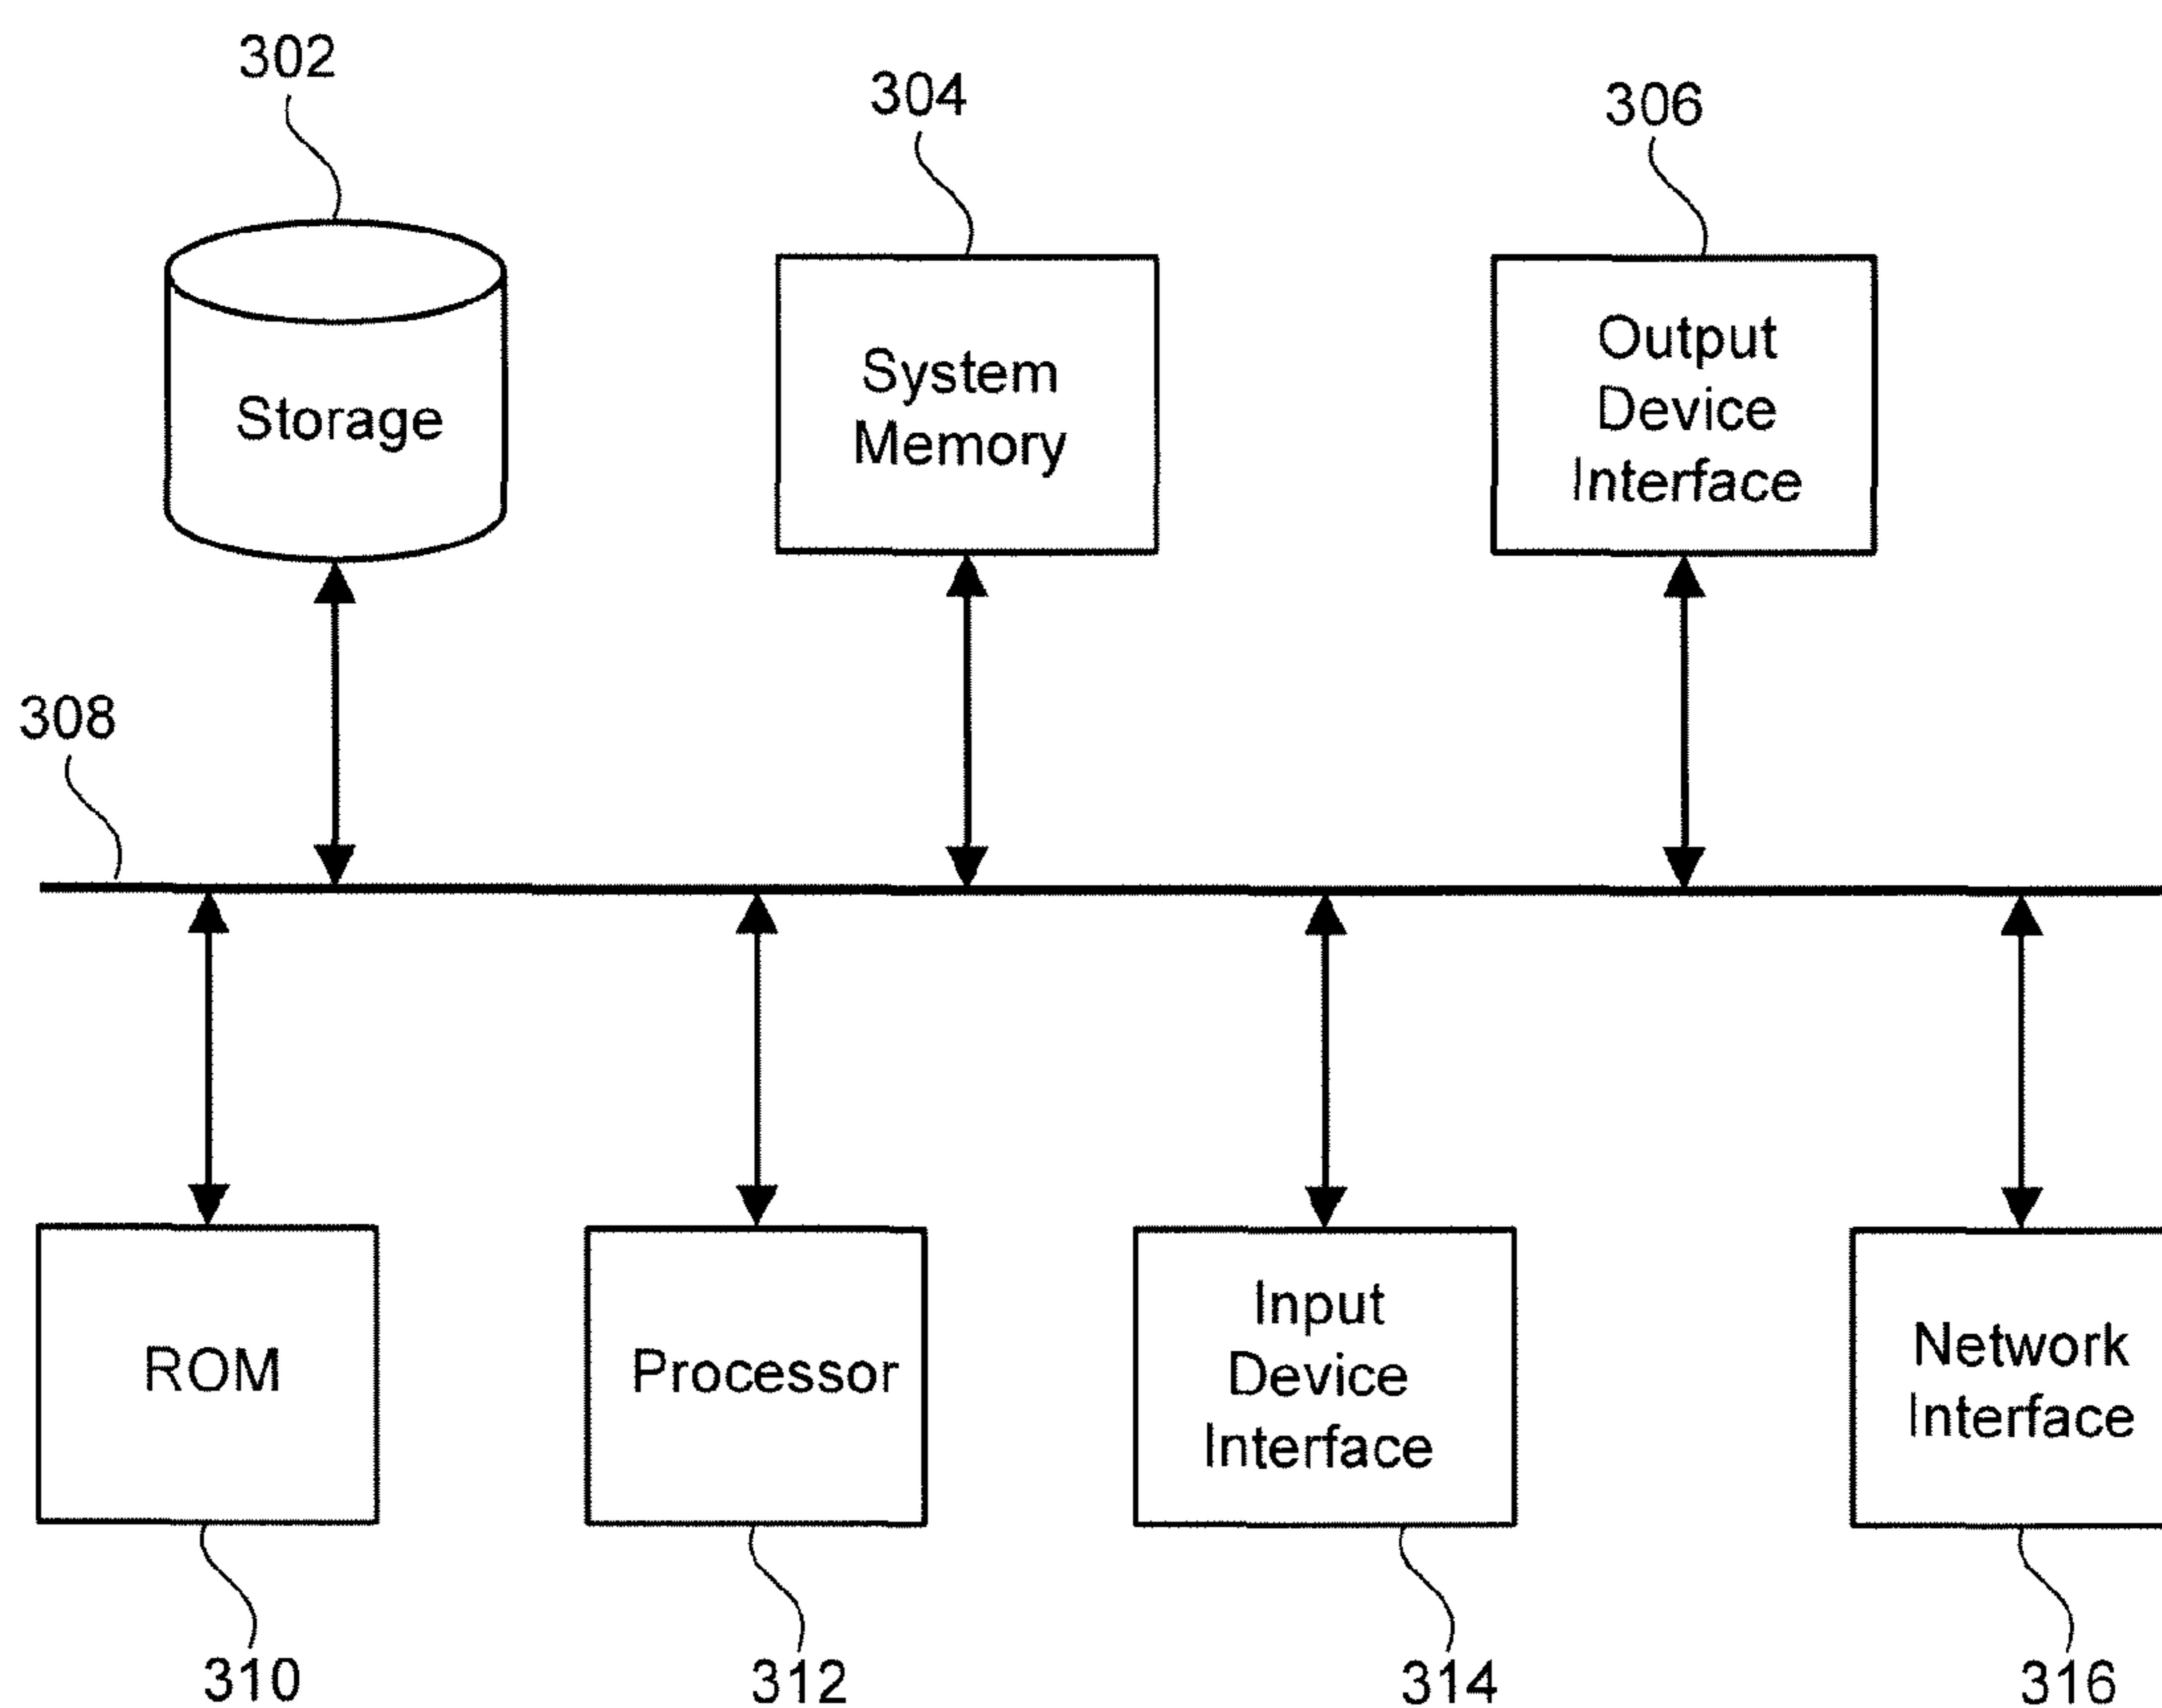 302
304
306
Storage
System
Memory
Output
Device
Interface
308
ROM
Processor
Input
Device
Interface
Network
Interface
310
312
314
316